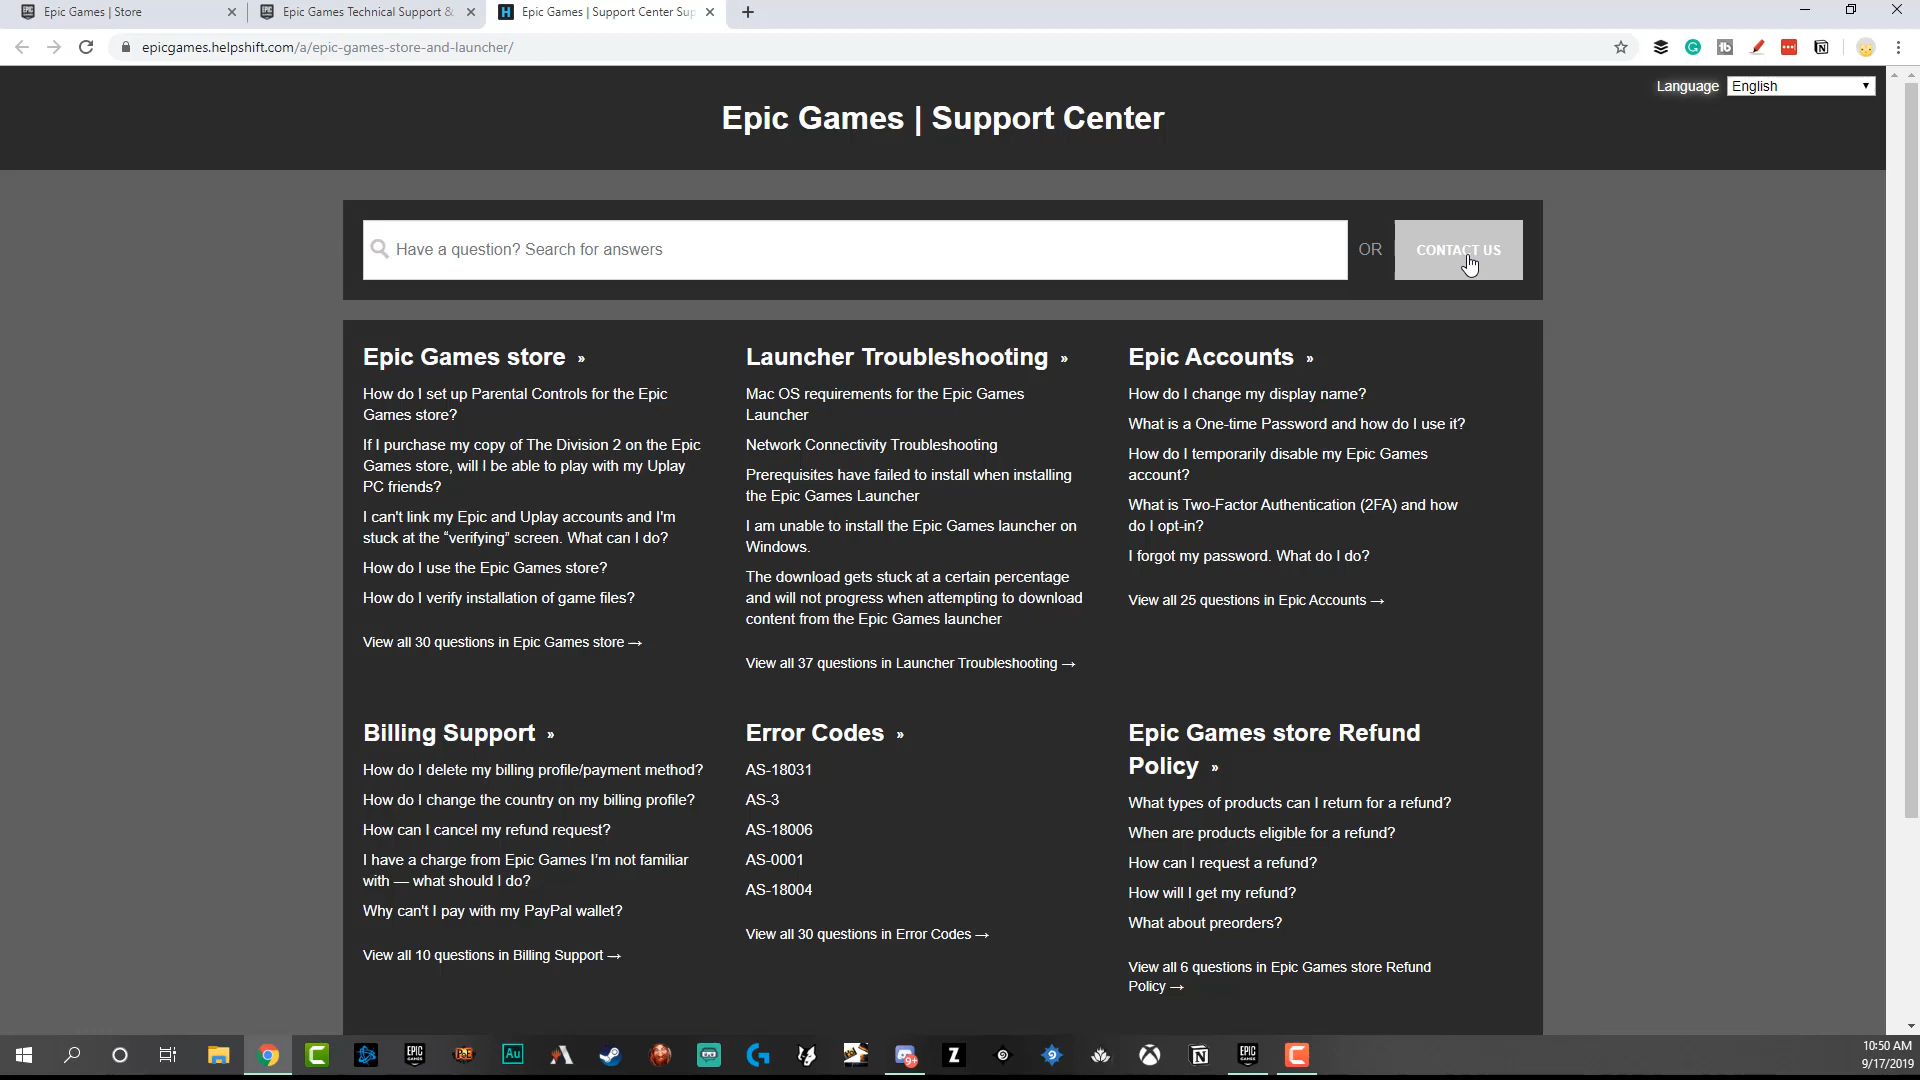 Epic Games | Store
Epic Games Technical Support &
Epic Games | Support Center Sup
epicgames.helpshift.com/a/epic-games-store-and-launcher/
Language English
Epic Games | Support Center
Have a question? Search for answers
OR
CONTACT US
Epic Games store »
How do I set up Parental Controls for the Epic
Games store?
If I purchase my copy of The Division 2 on the Epic
Games store, will I be able to play with my Uplay
PC friends?
I can't link my Epic and Uplay accounts and I'm
stuck at the “verifying” screen. What can I do?
How do I use the Epic Games store?
How do I verify installation of game files?
View all 30 questions in Epic Games store →
Launcher Troubleshooting »
Mac OS requirements for the Epic Games
Launcher
Network Connectivity Troubleshooting
Prerequisites have failed to install when installing
the Epic Games Launcher
I am unable to install the Epic Games launcher on
Windows.
The download gets stuck at a certain percentage
and will not progress when attempting to download
content from the Epic Games launcher
View all 37 questions in Launcher Troubleshooting →
Epic Accounts »
How do I change my display name?
What is a One-time Password and how do I use it?
How do I temporarily disable my Epic Games
account?
What is Two-Factor Authentication (2FA) and how
do I opt-in?
I forgot my password. What do I do?
View all 25 questions in Epic Accounts →
Billing Support »
How do I delete my billing profile/payment method?
How do I change the country on my billing profile?
How can I cancel my refund request?
I have a charge from Epic Games I’m not familiar
with — what should I do?
Why can't I pay with my PayPal wallet?
View all 10 questions in Billing Support →
Error Codes »
AS-18031
AS-3
AS-18006
AS-0001
AS-18004
View all 30 questions in Error Codes →
Epic Games store Refund
Policy »
What types of products can I return for a refund?
When are products eligible for a refund?
How can I request a refund?
How will I get my refund?
What about preorders?
View all 6 questions in Epic Games store Refund
Policy →
10:50 AM
9/17/2019